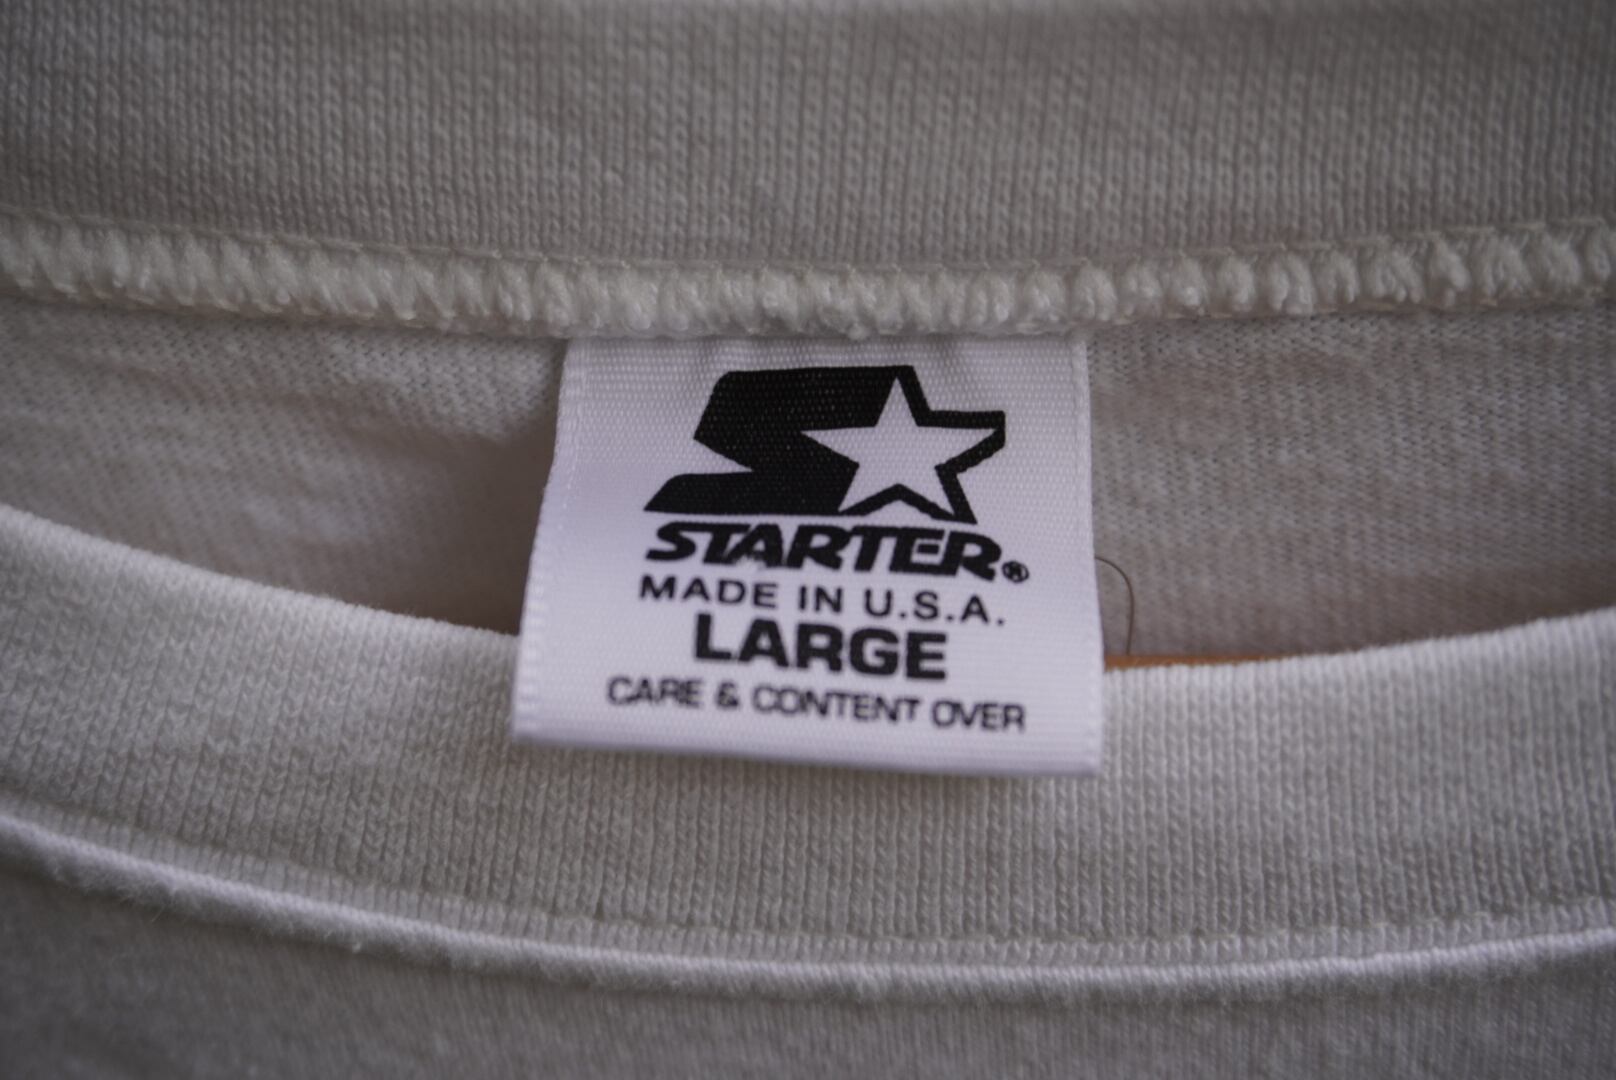 STARTER®
MADE IN U.S.A.
LARGE
CARE & CONTENT OVER